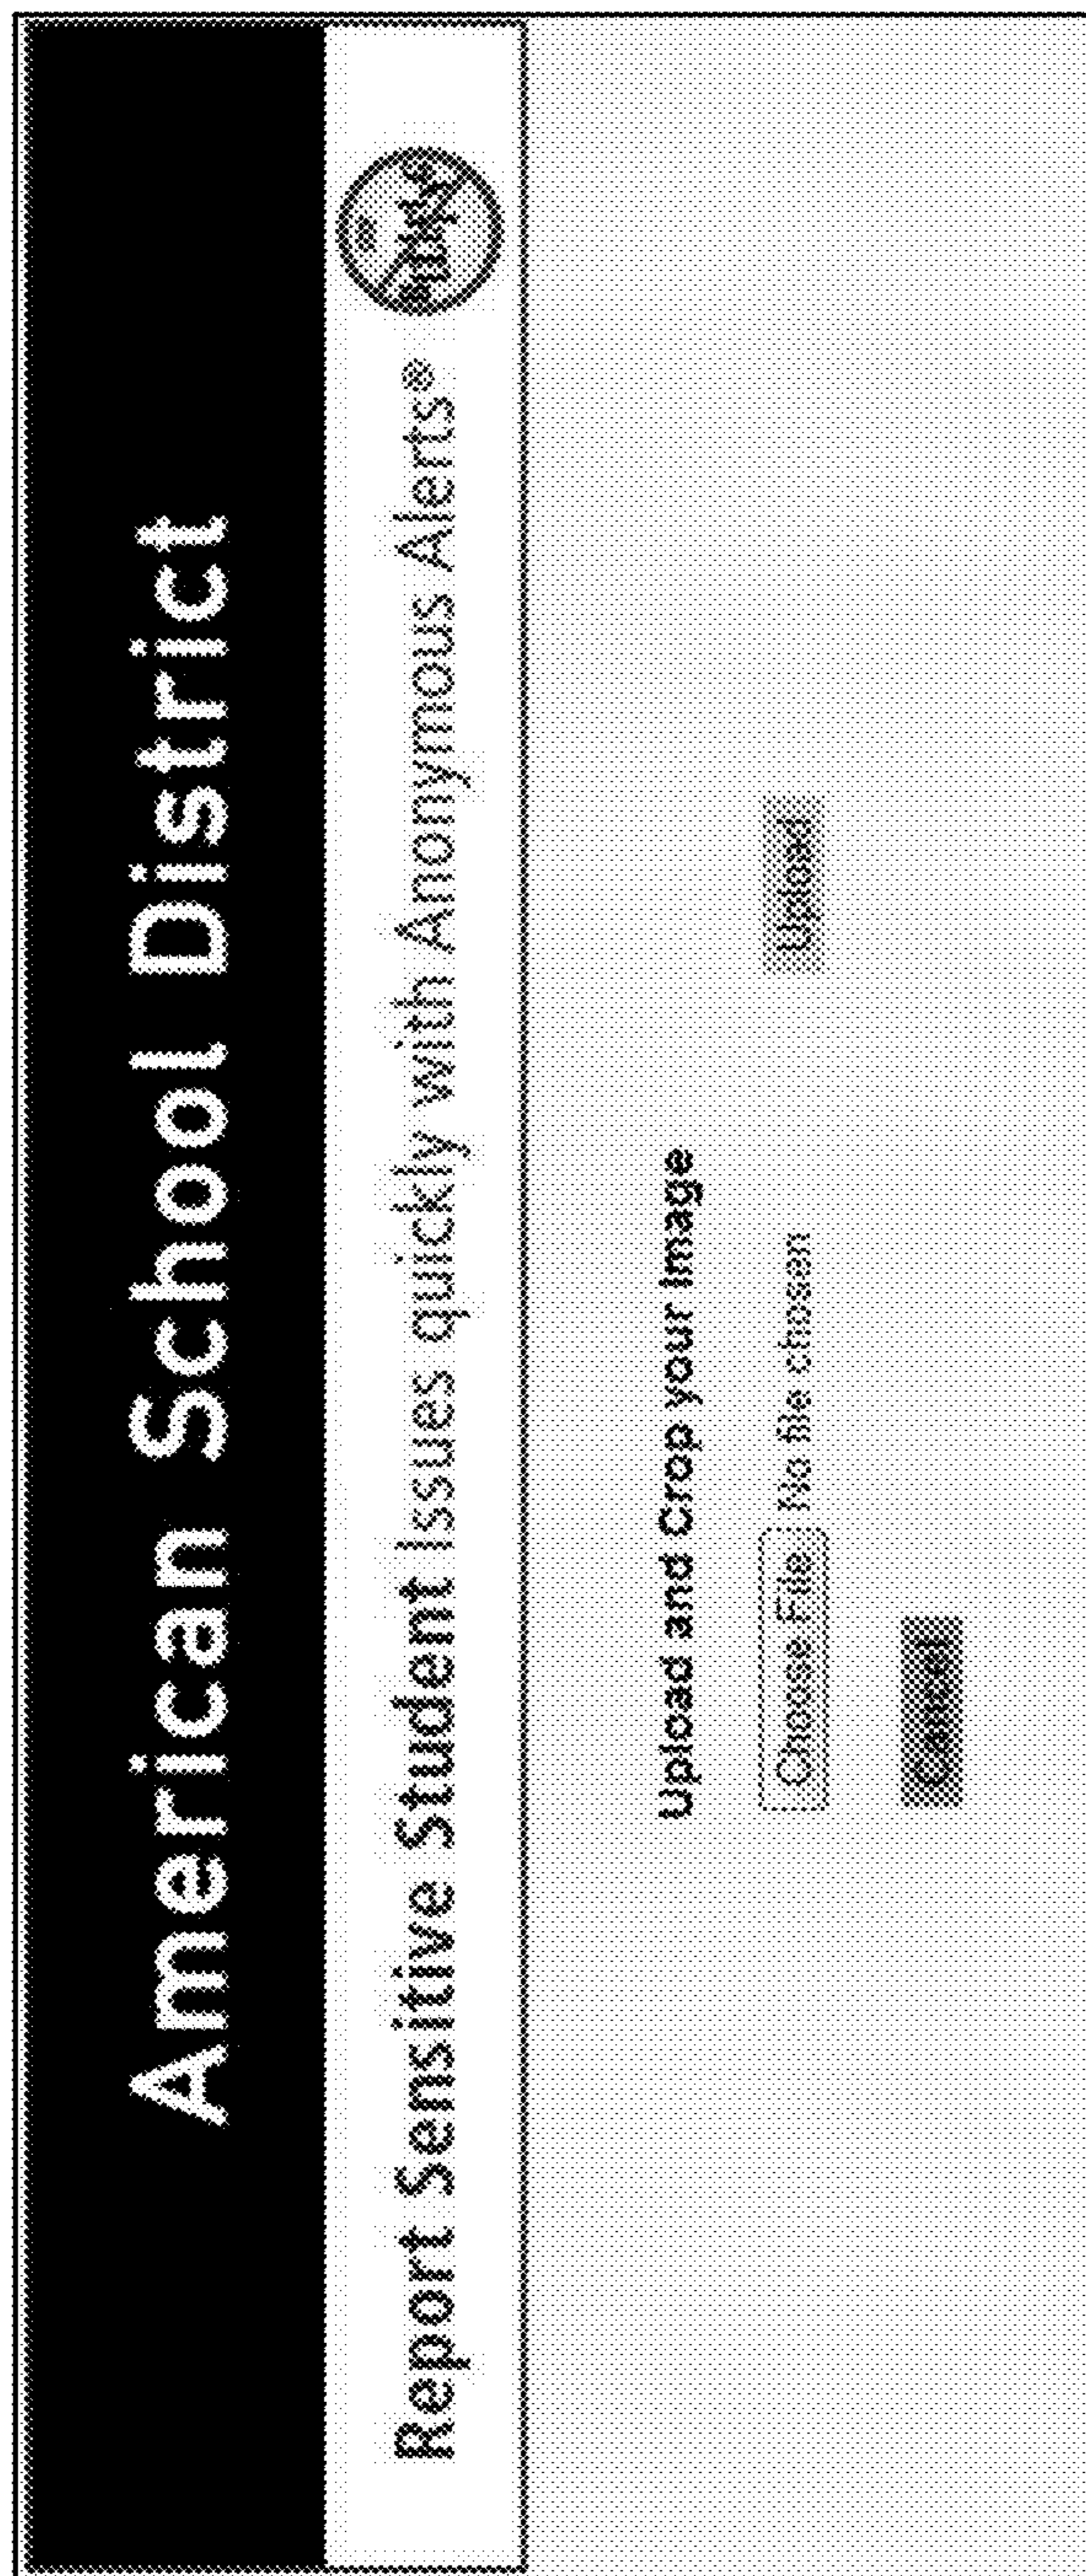 American School District
Report Sensitive Student Issues quickly with Anonymous Alerts®
Upload and Crop your image
Choose File No file chosen Upload
Cancel